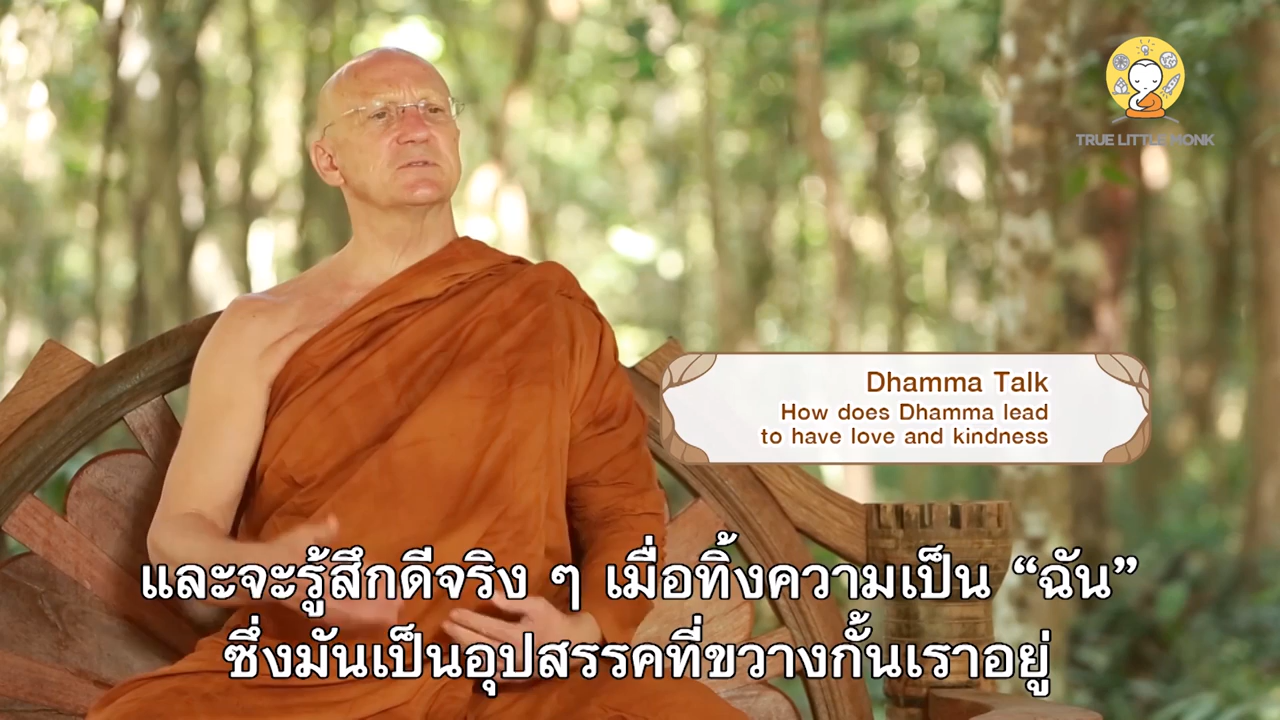 TRUE LITTLE MONK
Dhamma Talk
How does Dhamma lead
to have love and kindness
และจะรู้สึกดีจริง ๆ เมื่อทิ้งความเป็น “ฉัน”
ซึ่งมันเป็นอุปสรรคที่ขวางกั้นเราอยู่